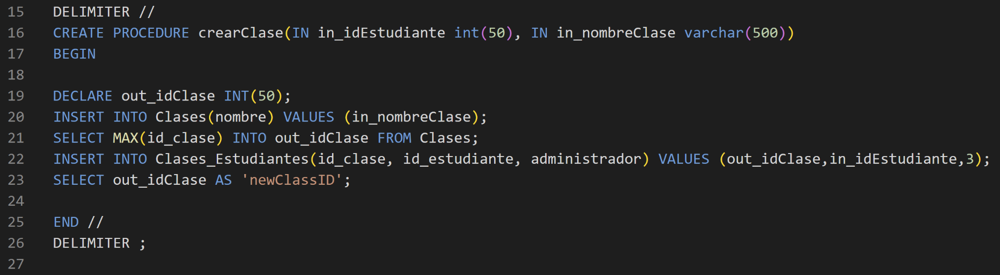 15 DELIMITER //
16 CREATE PROCEDURE crearClase(IN in_idEstudiante int(50), IN in_nombreClase varchar(500))
17 BEGIN
18
19 DECLARE out_idClase INT(50);
20 INSERT INTO Clases(nombre) VALUES (in_nombreClase);
21 SELECT MAX(id_clase) INTO out_idClase FROM Clases;
22 INSERT INTO Clases_Estudiantes(id_clase, id_estudiante, administrador) VALUES (out_idClase,in_idEstudiante,3);
23 SELECT out_idClase AS 'newClassID';
24
25 END //
26 DELIMITER ;
27